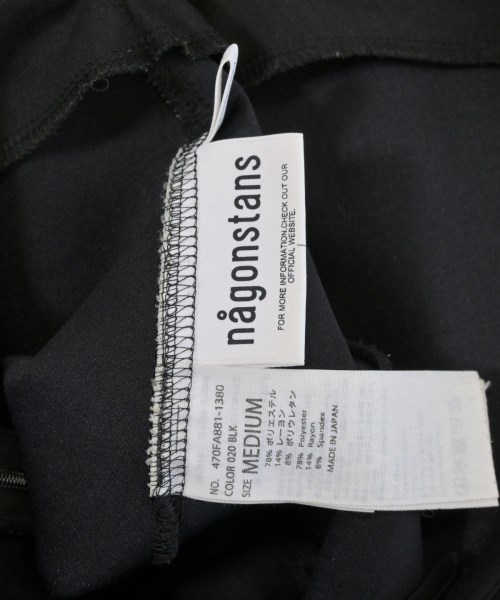 någonstans
FOR MORE INFORMATION,CHECK OUT OUR
OFFICIAL WEBSITE.
NO. 470FA881-1380
COLOR 020 BLK
SIZE MEDIUM
78% ポリエステル
14% レーヨン
8% ポリウレタン
78% Polyester
14% Rayon
8% Spandex
MADE IN JAPAN